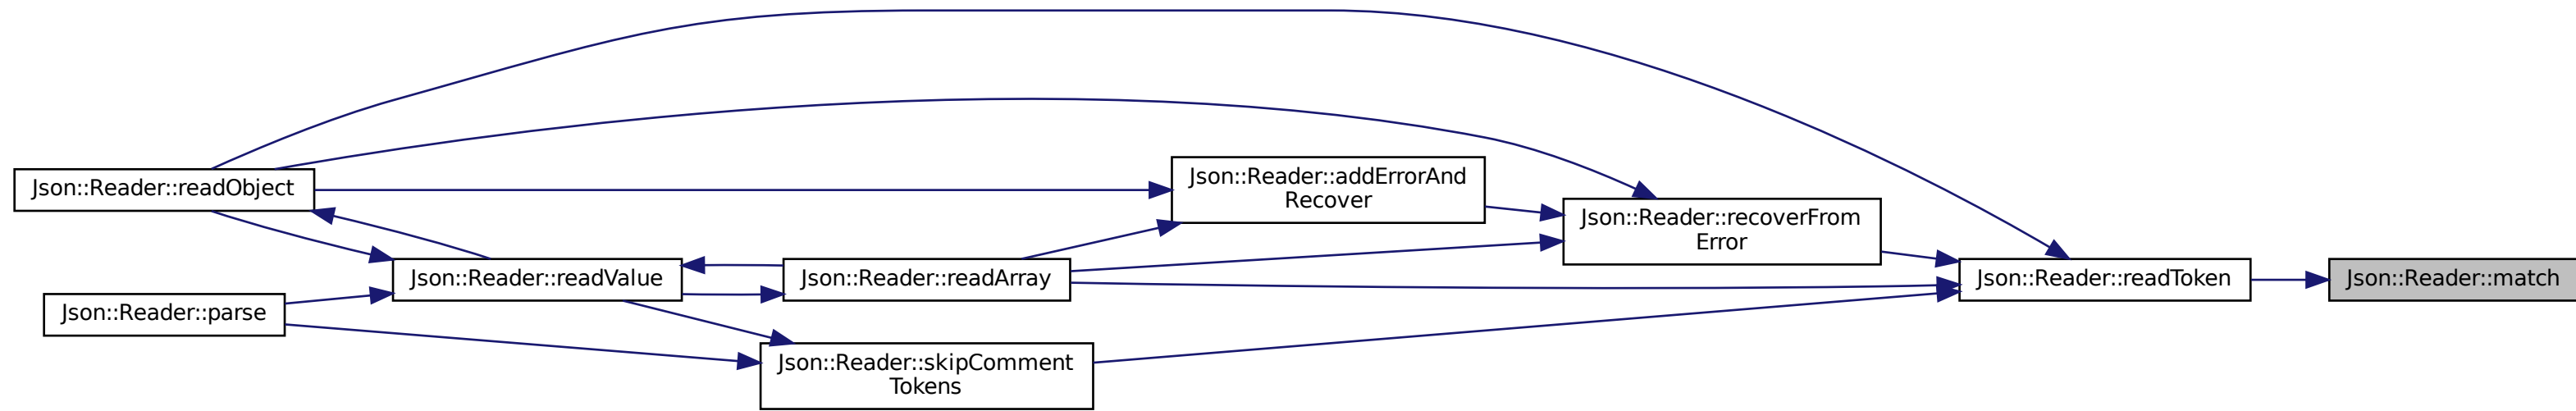 Json::Reader::readObject
Json::Reader::parse
Json::Reader::readValue
Json::Reader::skipComment
Tokens
Json::Reader::readArray
Json::Reader::addErrorAnd
Recover
Json::Reader::recoverFrom
Error
Json::Reader::readToken
Json::Reader::match